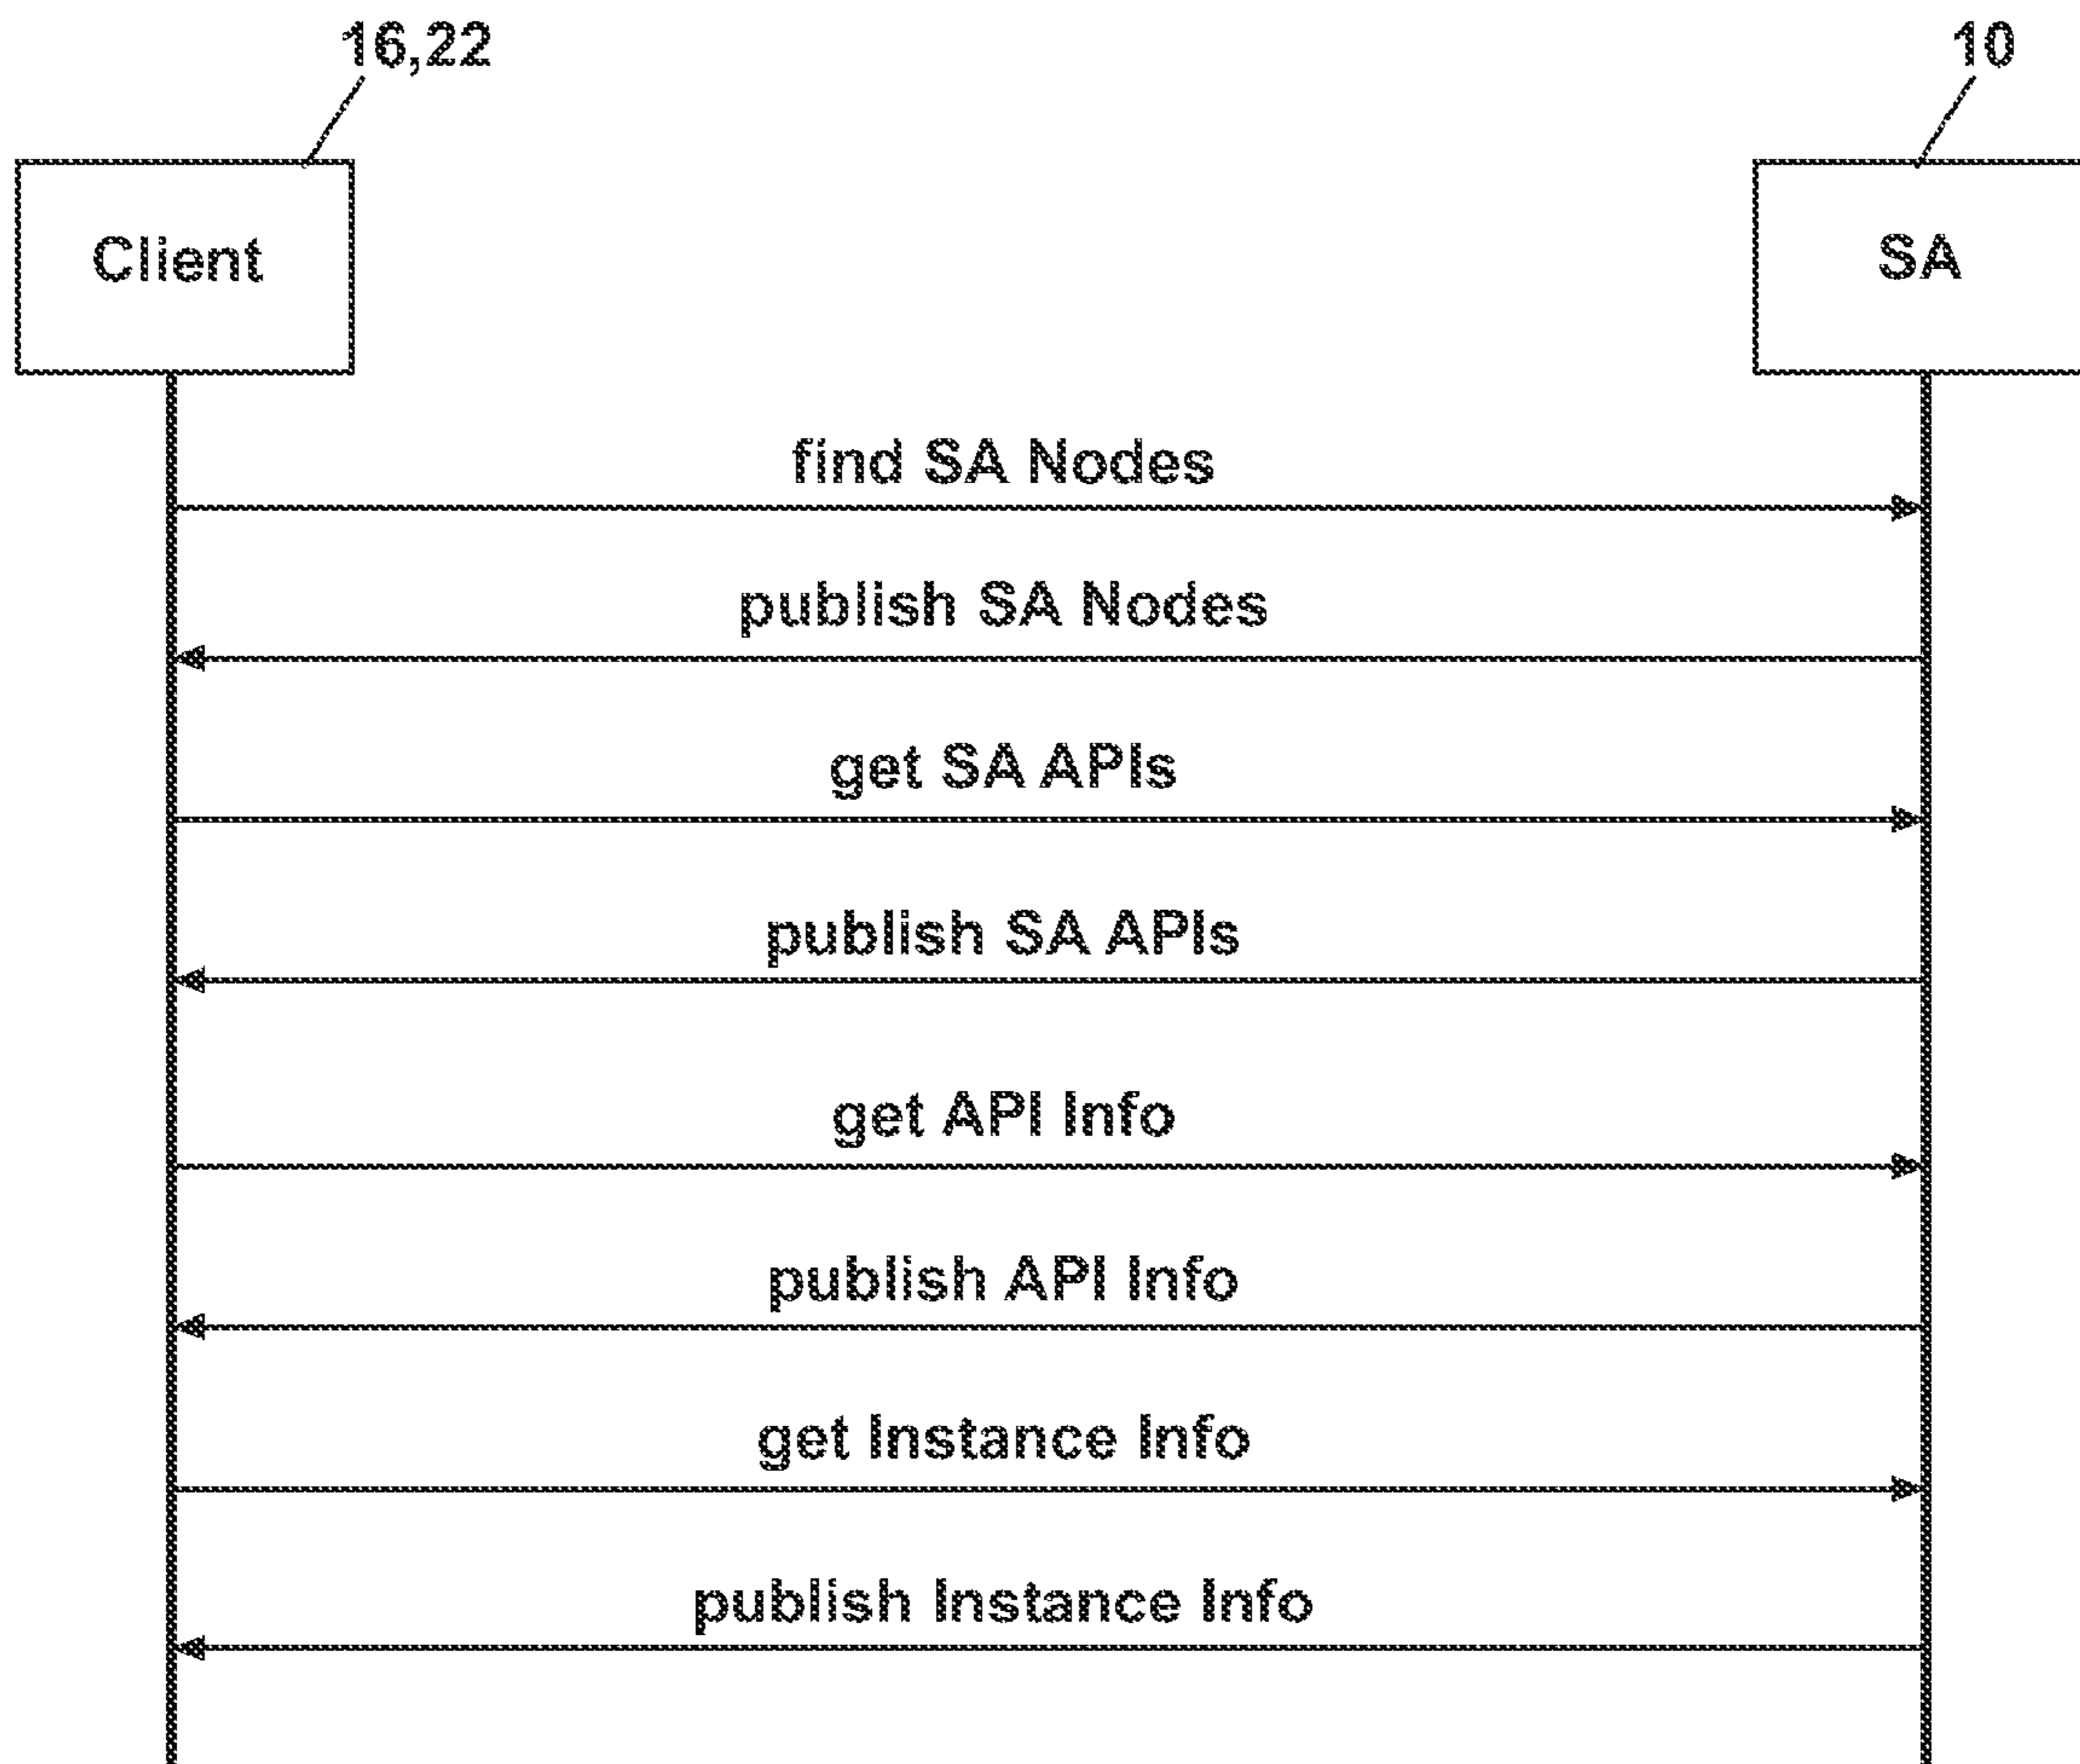 16,22
10
Client
SA
find SA Nodes
publish SA Nodes
get SA APIs
publish SA APIs
get API Info
publish API Info
get Instance Info
publish Instance Info